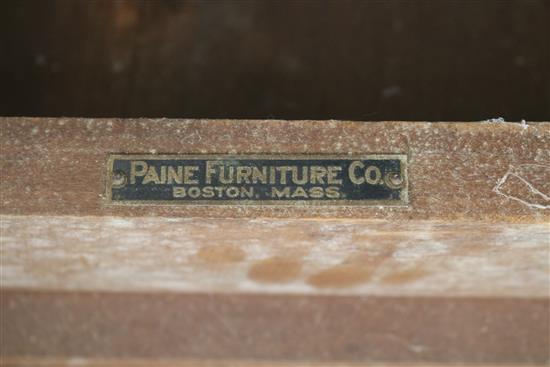 PAINE FURNITURE CO.
BOSTON, MASS.